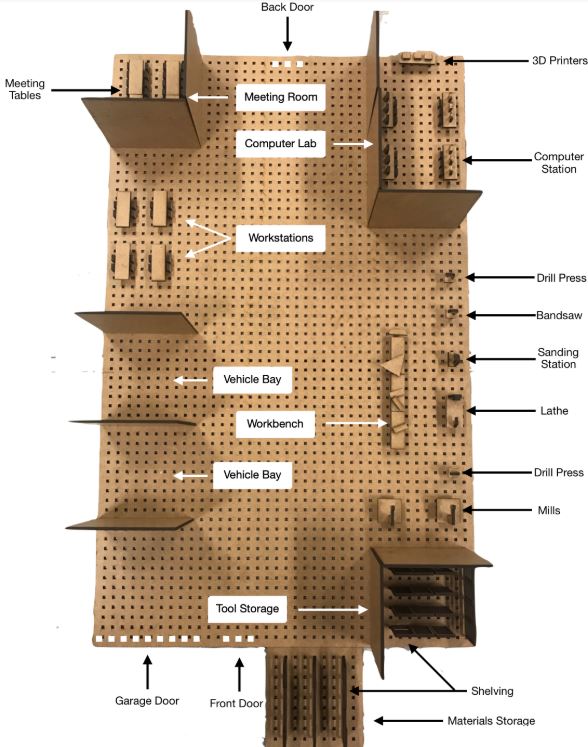 Back Door
3D Printers
Meeting
Tables
Meeting Room
Computer Lab
Computer
Station
Workstations
Drill Press
Bandsaw
Sanding
Station
Vehicle Bay
Lathe
Workbench
Vehicle Bay
Drill Press
Mills
Tool Storage
Shelving
Garage Door
Front Door
Materials Storage